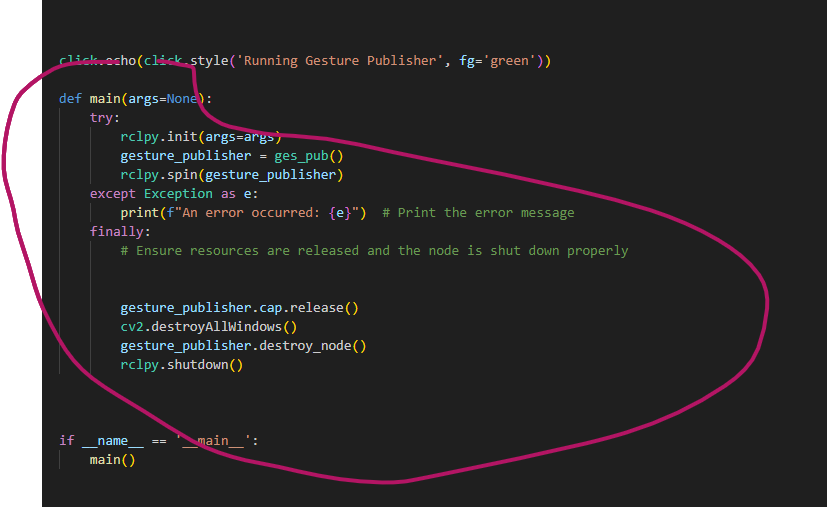 click.echo(click.style('Running Gesture Publisher', fg='green'))
def main(args=None):
try:
rclpy.init(args=args)
gesture_publisher = ges_pub()
rclpy.spin(gesture_publisher)
except Exception as e:
print(f"An error occurred: {e}")  # Print the error message
finally:
# Ensure resources are released and the node is shut down properly
gesture_publisher.cap.release()
cv2.destroyAllWindows()
gesture_publisher.destroy_node()
rclpy.shutdown()
if __name__ == '__main__':
main()